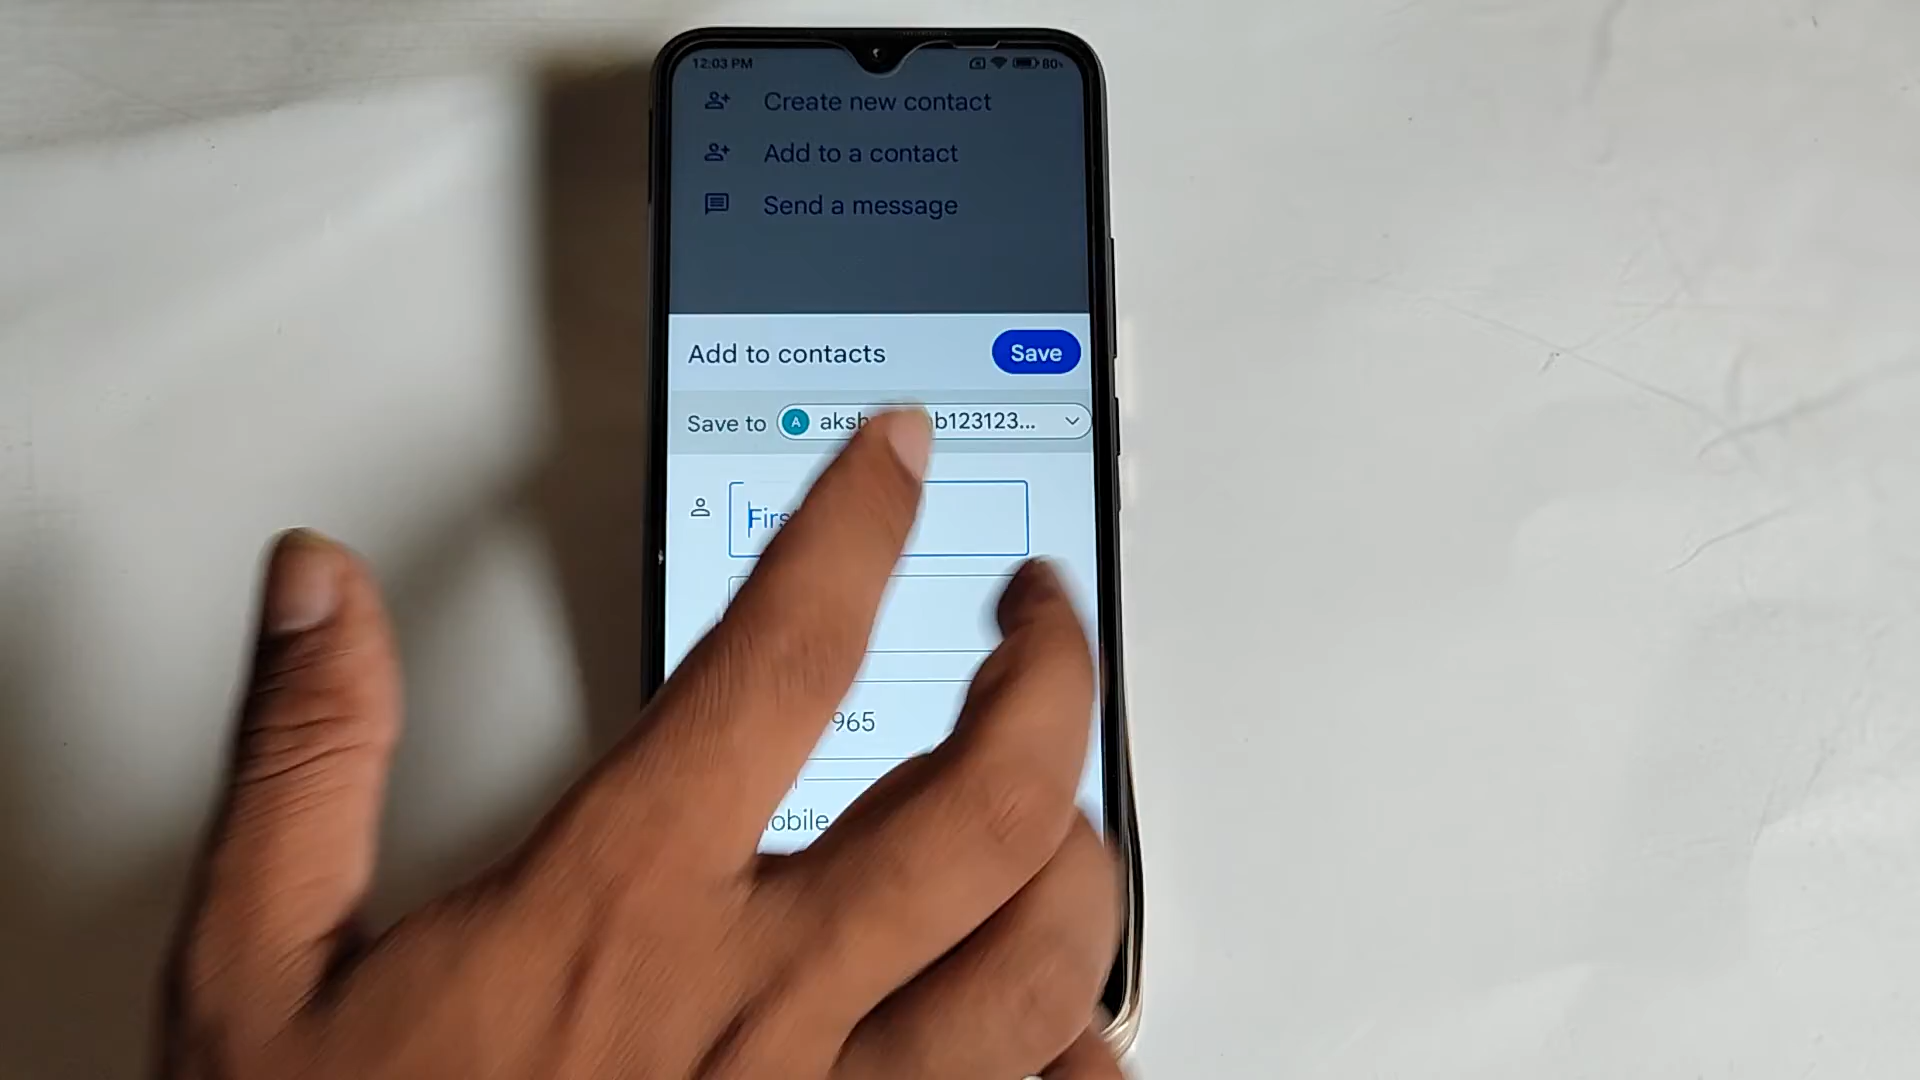 12:03 PM 80
Create new contact
Add to a contact
Send a message
Add to contacts Save
Save to A aksh b123123...
Firs
965
obile